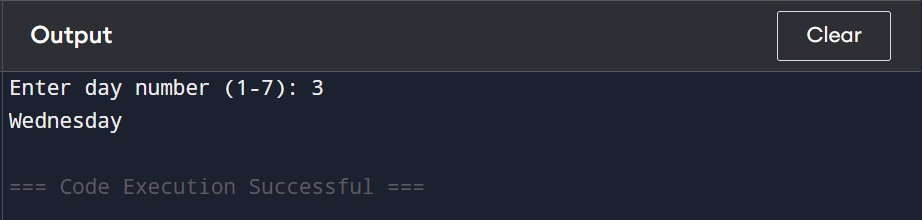 Output
Clear
Enter day number (1-7): 3
Wednesday
=== Code Execution Successful ===